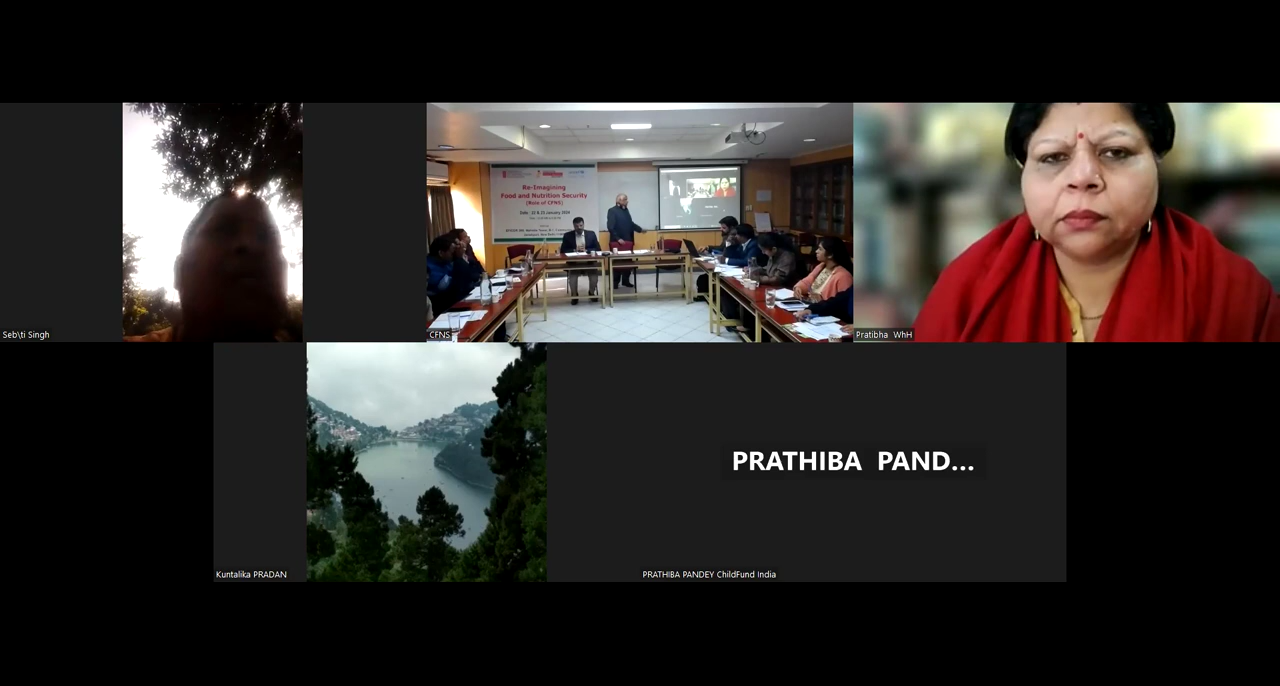 Re-Imagining
Food and Nutrition Security
(Role of CFNS)
Seb\ti Singh
CFNS
Pratibha WhH
PRATHIBA PAND...
Kuntalika PRADAN
PRATHIBA PANDEY ChildFund India